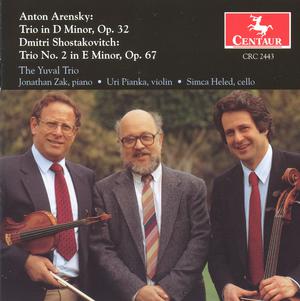 Anton Arensky:
Trio in D Minor, Op. 32
Dmitri Shostakovitch:
Trio No. 2 in E Minor, Op. 67
The Yuval Trio
Jonathan Zak, piano • Uri Pianka, violin • Simca Heled, cello
CENTAUR
CRC 2443